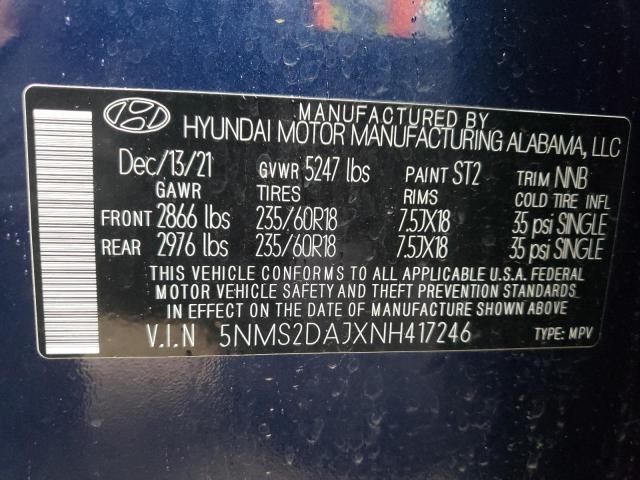 MANUFACTURED BY
HYUNDAI MOTOR MANUFACTURING ALABAMA, LLC
Dec/13/21 GVWR 5247 lbs PAINT ST2 TRIM NNB
GAWR TIRES RIMS COLD TIRE INFL
FRONT 2866 lbs 235/60R18 7.5JX18 35 psi SINGLE
REAR 2976 lbs 235/60R18 7.5JX18 35 psi SINGLE
THIS VEHICLE CONFORMS TO ALL APPLICABLE U.S.A. FEDERAL
MOTOR VEHICLE SAFETY AND THEFT PREVENTION STANDARDS
IN EFFECT ON THE DATE OF MANUFACTURE SHOWN ABOVE.
V.I.N 5NMS2DAJXNH417246 TYPE: MPV